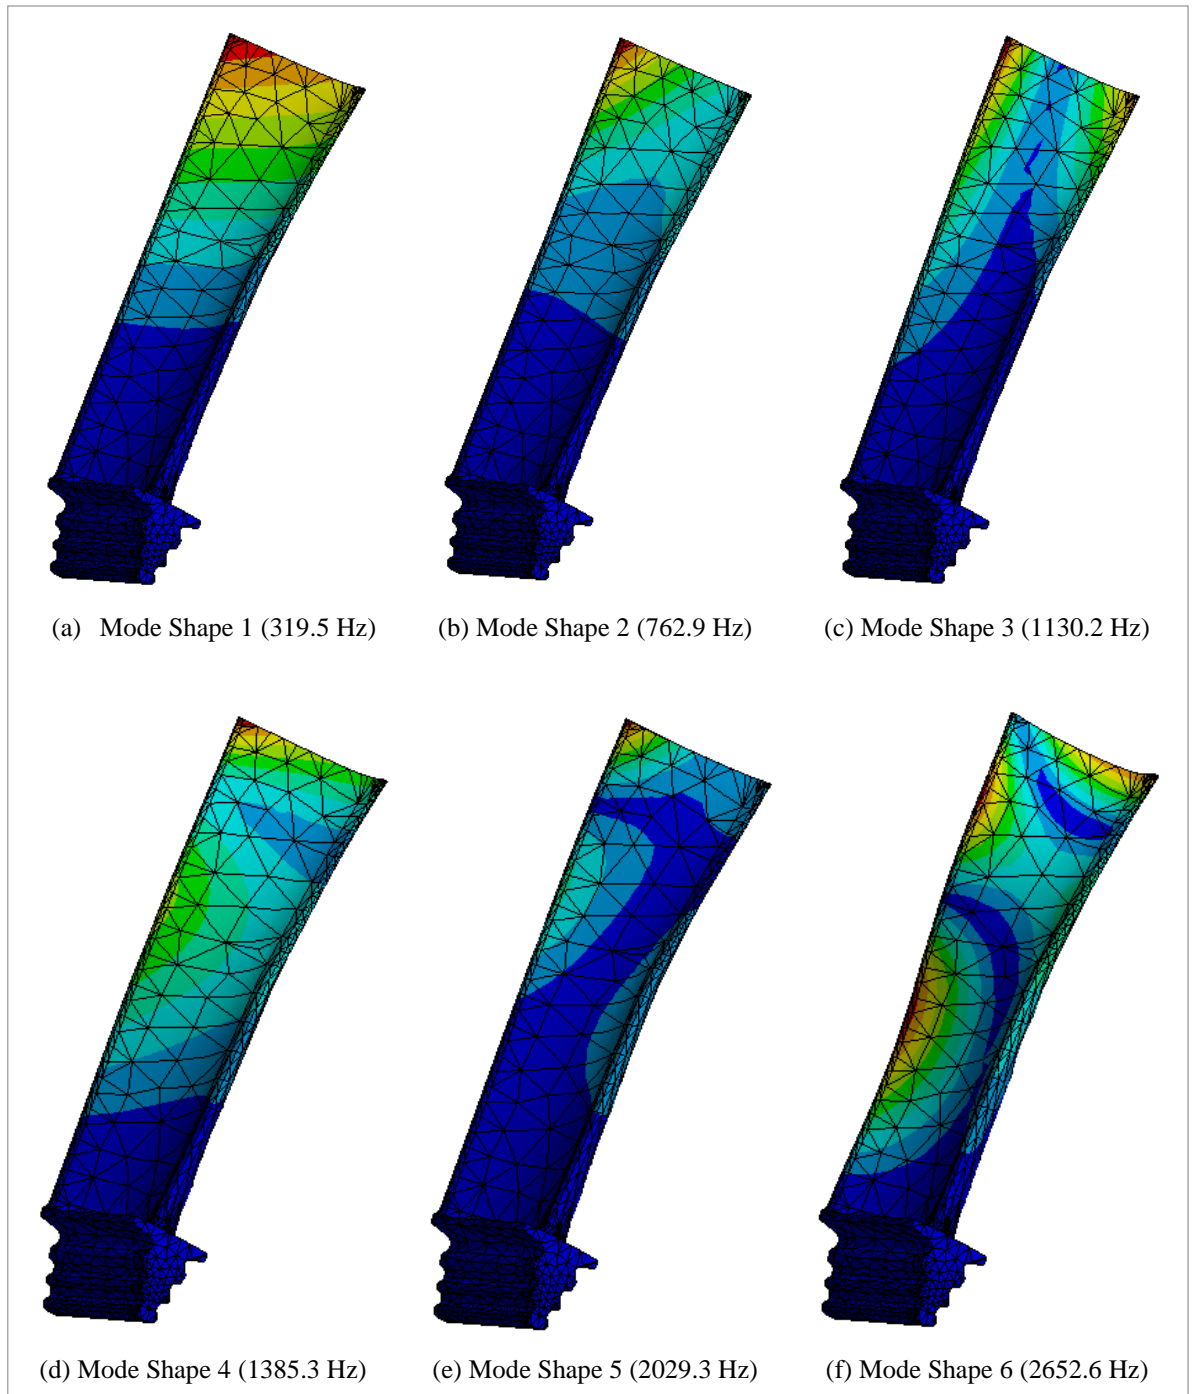 (a) Mode Shape 1 (319.5 Hz)
(b) Mode Shape 2 (762.9 Hz)
(c) Mode Shape 3 (1130.2 Hz)
(d) Mode Shape 4 (1385.3 Hz)
(e) Mode Shape 5 (2029.3 Hz)
(f) Mode Shape 6 (2652.6 Hz)